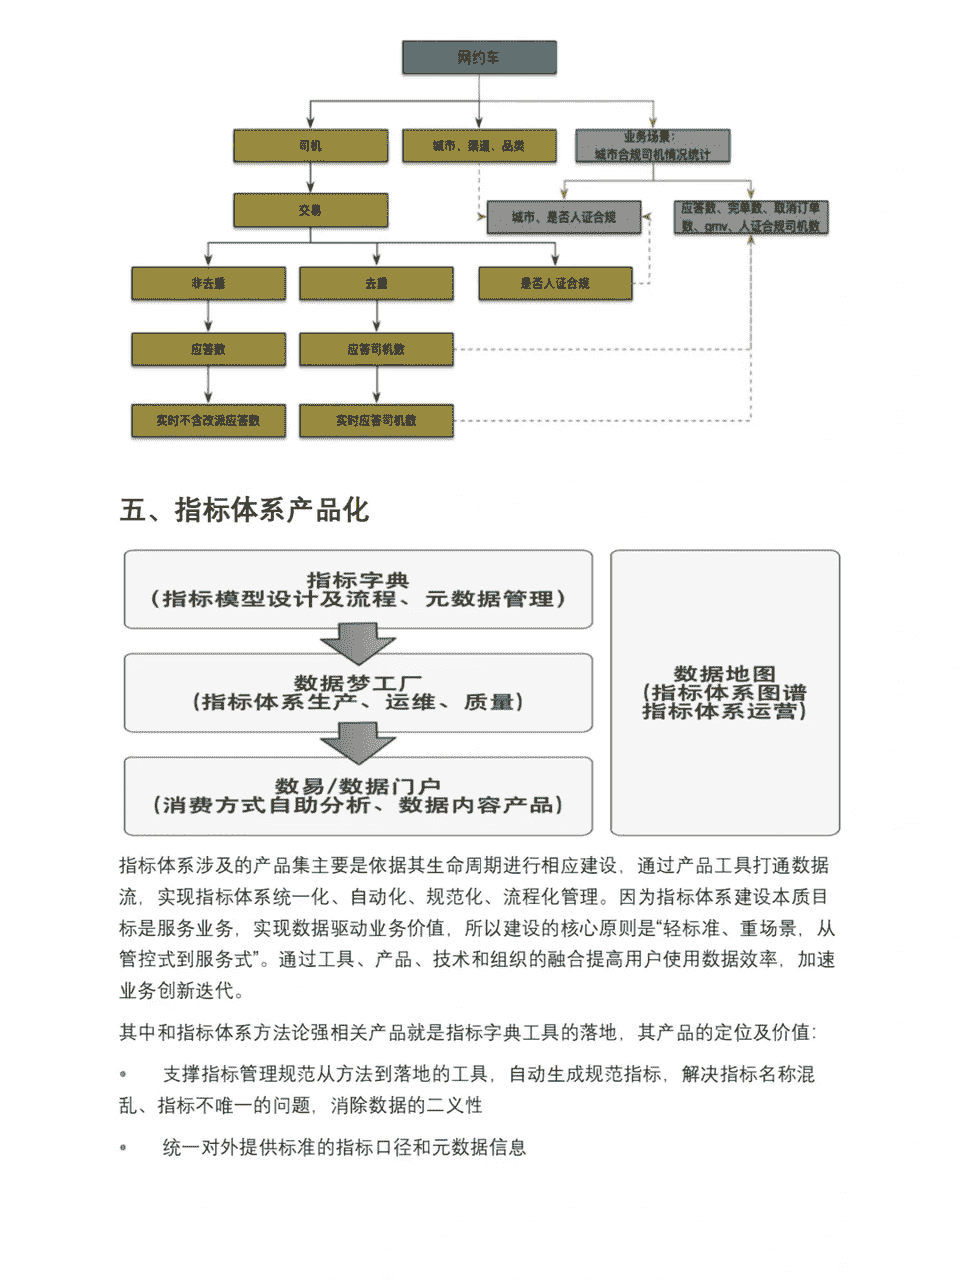 网约车
司机
城市、渠道、品类
业务场景：
城市合规司机情况统计
交易
城市、是否人证合规
应答数、完单数、取消订单
数、gmv、人证合规司机数
非去重
去重
是否人证合规
应答数
应答司机数
实时不含改派应答数
实时应答司机数
五、指标体系产品化
指标字典
（指标模型设计及流程、元数据管理）
数据梦工厂
(指标体系生产、运维、质量)
数易/数据门户
(消费方式自助分析、数据内容产品)
数据地图
(指标体系图谱
指标体系运营)
指标体系涉及的产品集主要是依据其生命周期进行相应建设，通过产品工具打通数据
流，实现指标体系统一化、自动化、规范化、流程化管理。因为指标体系建设本质目
标是服务业务，实现数据驱动业务价值，所以建设的核心原则是“轻标准、重场景，从
管控式到服务式”。通过工具、产品、技术和组织的融合提高用户使用数据效率，加速
业务创新迭代。
其中和指标体系方法论强相关产品就是指标字典工具的落地，其产品的定位及价值：
• 支撑指标管理规范从方法到落地的工具，自动生成规范指标，解决指标名称混
乱、指标不唯一的问题，消除数据的二义性
• 统一对外提供标准的指标口径和元数据信息